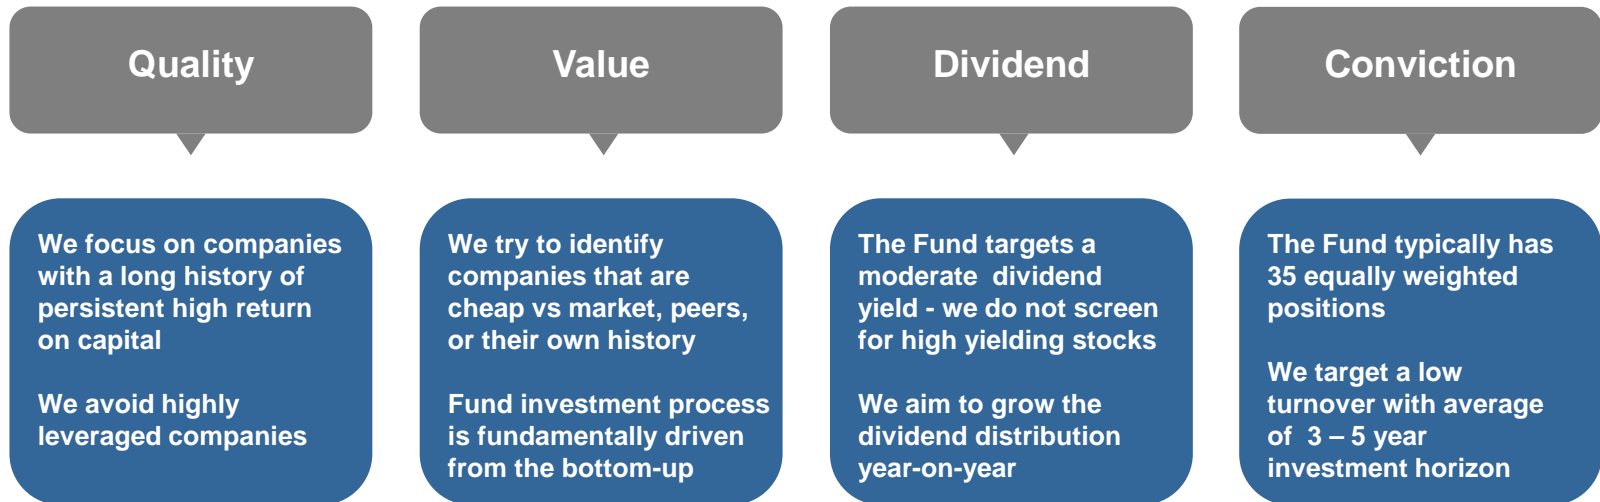 Quality
We focus on companies
with a long history of
persistent high return
on capital
We avoid highly
leveraged companies
Value
We try to identify
companies that are
cheap vs market, peers,
or their own history
Fund investment process
is fundamentally driven
from the bottom-up
Dividend
The Fund targets a
moderate dividend
yield - we do not screen
for high yielding stocks
We aim to grow the
dividend distribution
year-on-year
Conviction
The Fund typically has
35 equally weighted
positions
We target a low
turnover with average
of 3 – 5 year
investment horizon